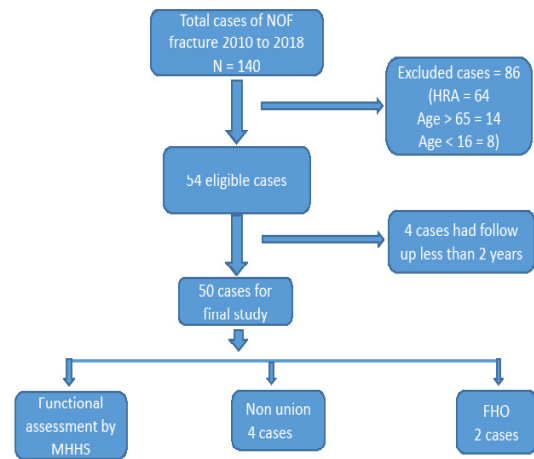 Total cases of NOF
fracture 2010 to 2018
N = 140
Excluded cases = 86
(HRA = 64
Age > 65 = 14
Age < 16 = 8)
54 eligible cases
4 cases had follow
up less than 2 years
50 cases for
final study
Functional
assessment by
MHHS
Non union
4 cases
FHO
2 cases